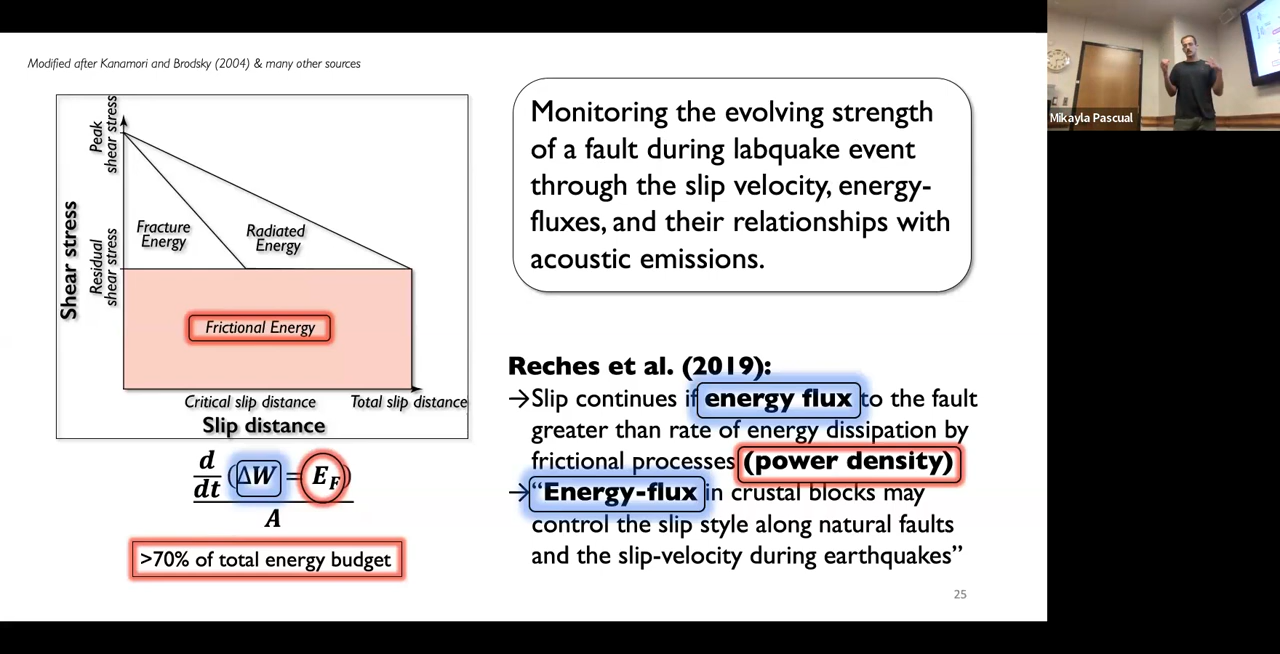 Modified after Kanamori and Brodsky (2004) & many other sources
Shear stress
Peak
shear stress
Residual
shear stress
Fracture
Energy
Radiated
Energy
Frictional Energy
Critical slip distance
Total slip distance
Slip distance
d
dt
(ΔW = E_F)
A
>70% of total energy budget
Monitoring the evolving strength
of a fault during labquake event
through the slip velocity, energy-
fluxes, and their relationships with
acoustic emissions.
Reches et al. (2019):
→Slip continues if energy flux to the fault
greater than rate of energy dissipation by
frictional processes (power density)
→“Energy-flux in crustal blocks may
control the slip style along natural faults
and the slip-velocity during earthquakes”
25
Mikayla Pascual